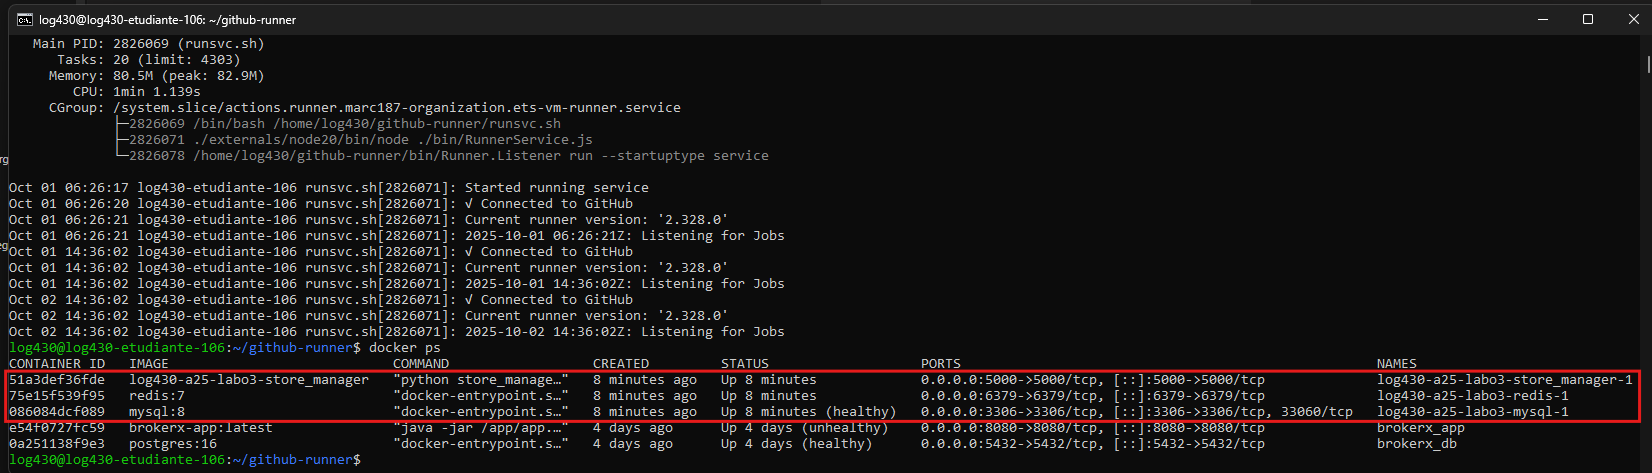 log430@log430-etudiante-106: ~/github-runner
Main PID: 2826069 (runsvc.sh)
Tasks: 20 (limit: 4303)
Memory: 80.5M (peak: 82.9M)
CPU: 1min 1.139s
CGroup: /system.slice/actions.runner.marc187-organization.ets-vm-runner.service
├─2826069 /bin/bash /home/log430/github-runner/runsvc.sh
├─2826071 ./externals/node20/bin/node ./bin/RunnerService.js
└─2826078 /home/log430/github-runner/bin/Runner.Listener run --startuptype service
Oct 01 06:26:17 log430-etudiante-106 runsvc.sh[2826071]: Started running service
Oct 01 06:26:20 log430-etudiante-106 runsvc.sh[2826071]: √ Connected to GitHub
Oct 01 06:26:21 log430-etudiante-106 runsvc.sh[2826071]: Current runner version: '2.328.0'
Oct 01 06:26:21 log430-etudiante-106 runsvc.sh[2826071]: 2025-10-01 06:26:21Z: Listening for Jobs
Oct 01 14:36:02 log430-etudiante-106 runsvc.sh[2826071]: √ Connected to GitHub
Oct 01 14:36:02 log430-etudiante-106 runsvc.sh[2826071]: Current runner version: '2.328.0'
Oct 01 14:36:02 log430-etudiante-106 runsvc.sh[2826071]: 2025-10-01 14:36:02Z: Listening for Jobs
Oct 02 14:36:02 log430-etudiante-106 runsvc.sh[2826071]: √ Connected to GitHub
Oct 02 14:36:02 log430-etudiante-106 runsvc.sh[2826071]: Current runner version: '2.328.0'
Oct 02 14:36:02 log430-etudiante-106 runsvc.sh[2826071]: 2025-10-02 14:36:02Z: Listening for Jobs
log430@log430-etudiante-106:~/github-runner$ docker ps
CONTAINER ID IMAGE COMMAND CREATED STATUS PORTS NAMES
51a3def36fde log430-a25-labo3-store_manager "python store_manage…" 8 minutes ago Up 8 minutes 0.0.0.0:5000->5000/tcp, [::]:5000->5000/tcp log430-a25-labo3-store_manager-1
75e15f539f95 redis:7 "docker-entrypoint.s…" 8 minutes ago Up 8 minutes 0.0.0.0:6379->6379/tcp, [::]:6379->6379/tcp log430-a25-labo3-redis-1
086084dcf089 mysql:8 "docker-entrypoint.s…" 8 minutes ago Up 8 minutes (healthy) 0.0.0.0:3306->3306/tcp, [::]:3306->3306/tcp, 33060/tcp log430-a25-labo3-mysql-1
e54f0727fc59 brokerx-app:latest "java -jar /app/app.…" 4 days ago Up 4 days (unhealthy) 0.0.0.0:8080->8080/tcp, [::]:8080->8080/tcp brokerx_app
0a251138f9e3 postgres:16 "docker-entrypoint.s…" 4 days ago Up 4 days (healthy) 0.0.0.0:5432->5432/tcp, [::]:5432->5432/tcp brokerx_db
log430@log430-etudiante-106:~/github-runner$